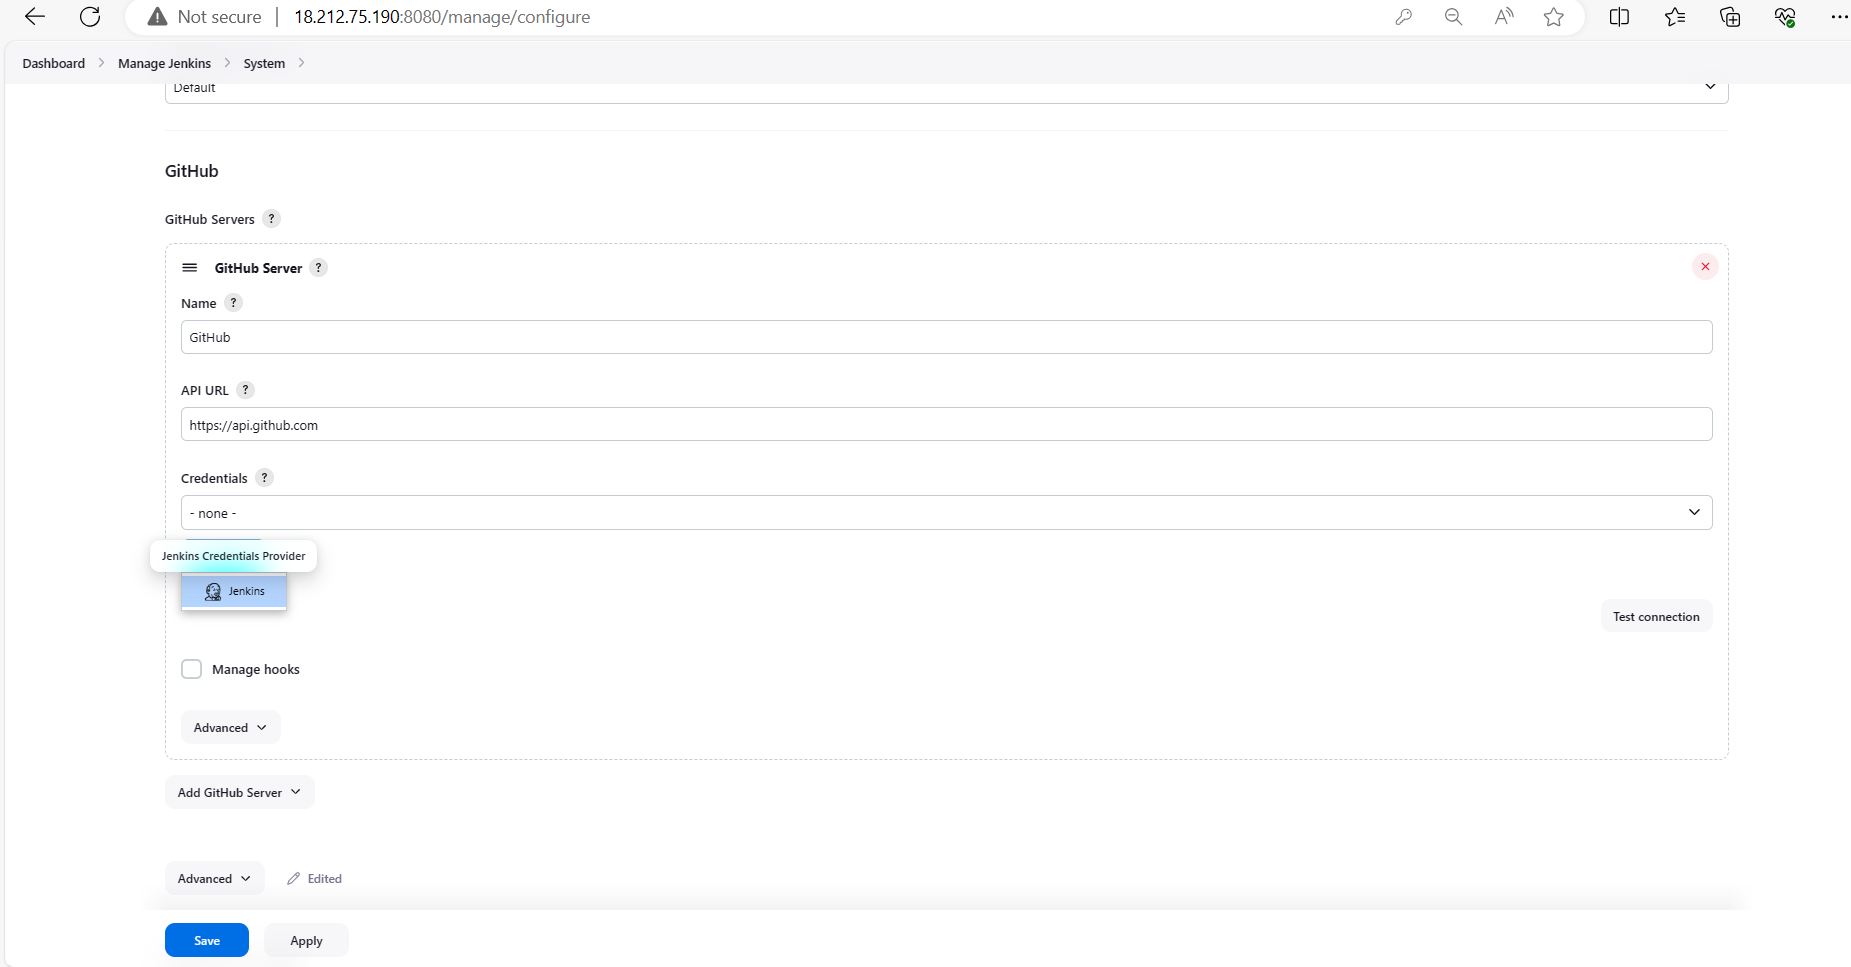 Not secure | 18.212.75.190:8080/manage/configure
Dashboard > Manage Jenkins > System >
Default
GitHub
GitHub Servers ?
GitHub Server ?
Name ?
GitHub
API URL ?
https://api.github.com
Credentials ?
- none -
Jenkins Credentials Provider
Jenkins
Test connection
Manage hooks
Advanced
Add GitHub Server
Advanced Edited
Save Apply